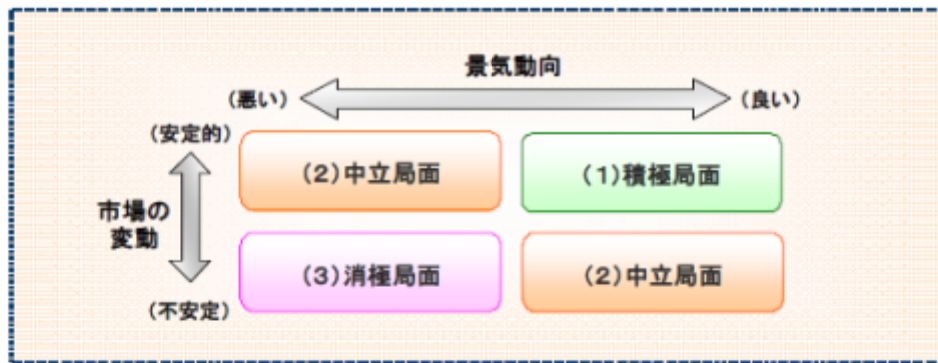 景気動向
(悪い)
(良い)
(安定的)
(2)中立局面
(1)積極局面
市場の
変動
(3)消極局面
(2)中立局面
(不安定)